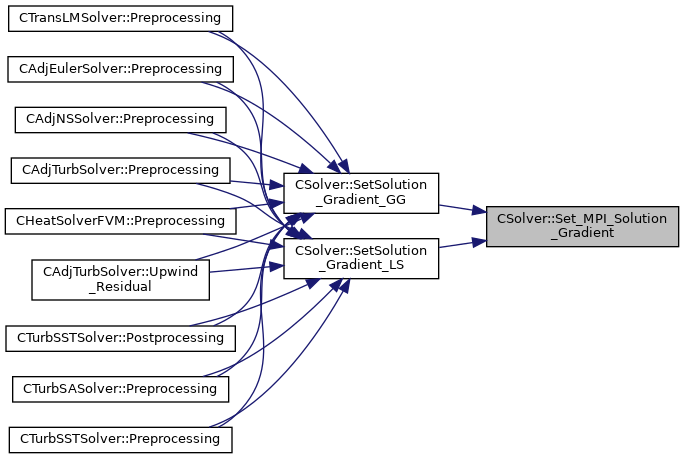 CTransLMSolver::Preprocessing
CAdjEulerSolver::Preprocessing
CAdjNSSolver::Preprocessing
CAdjTurbSolver::Preprocessing
CHeatSolverFVM::Preprocessing
CAdjTurbSolver::Upwind
_Residual
CTurbSSTSolver::Postprocessing
CTurbSASolver::Preprocessing
CTurbSSTSolver::Preprocessing
CSolver::SetSolution
_Gradient_GG
CSolver::SetSolution
_Gradient_LS
CSolver::Set_MPI_Solution
_Gradient